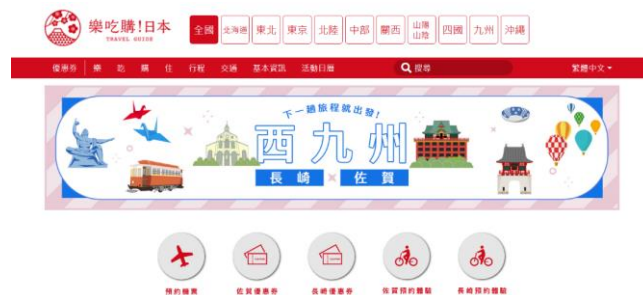 樂吃購!日本
TRAVEL GUIDE
全國
北海道
東北
東京
北陸
中部
關西
山陽
山陰
四國
九州
沖繩
優惠券
樂
吃
購
住
行程
交通
基本資訊
活動日曆
搜尋
繁體中文
下一趟旅程就出發!
西九州
長崎×佐賀
預約機票
佐賀優惠券
長崎優惠券
佐賀預約體驗
長崎預約體驗